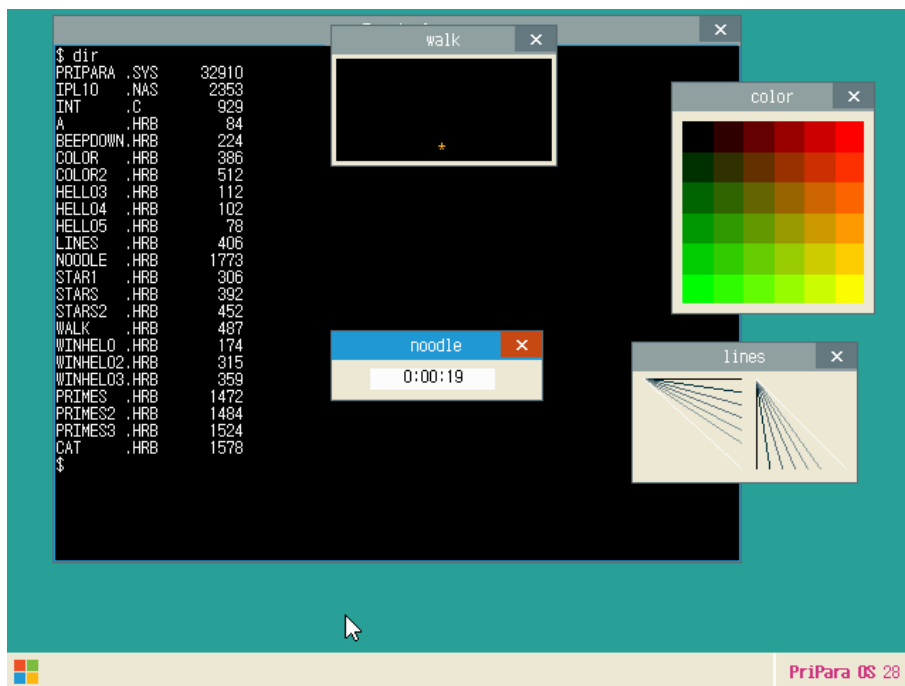 walk
$ dir
PRIPARA .SYS 32910
IPL10 .NAS 2353
INT .C 929
A .HRB 84
BEEPDOWN.HRB 224
COLOR .HRB 386
COLOR2 .HRB 512
HELLO3 .HRB 112
HELLO4 .HRB 102
HELLO5 .HRB 78
LINES .HRB 406
NOODLE .HRB 1773
STAR1 .HRB 306
STARS .HRB 392
STARS2 .HRB 452
WALK .HRB 487
WINHELO .HRB 174
WINHELO2.HRB 315
WINHELO3.HRB 359
PRIMES .HRB 1472
PRIMES2 .HRB 1484
PRIMES3 .HRB 1524
CAT .HRB 1578
$
*
color
noodle
0:00:19
lines
PriPara OS 28